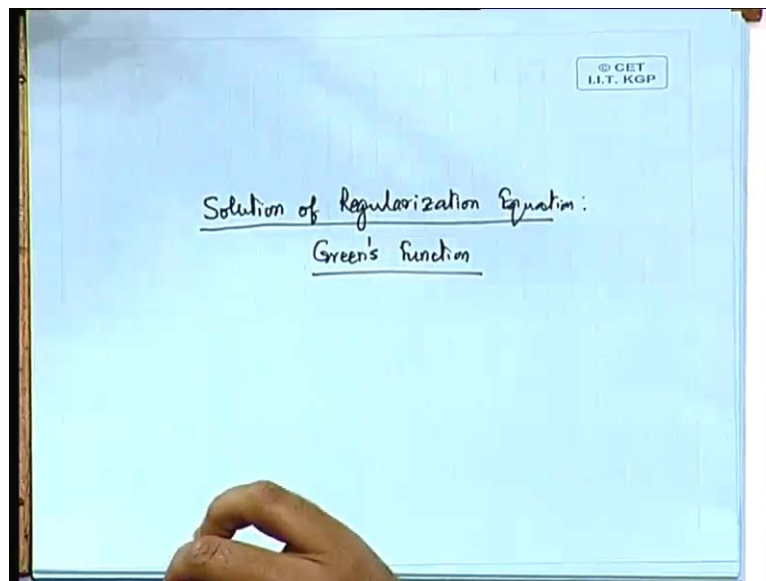 © CET
I.I.T. KGP
Solution of Regularization Equation:
Green's Function